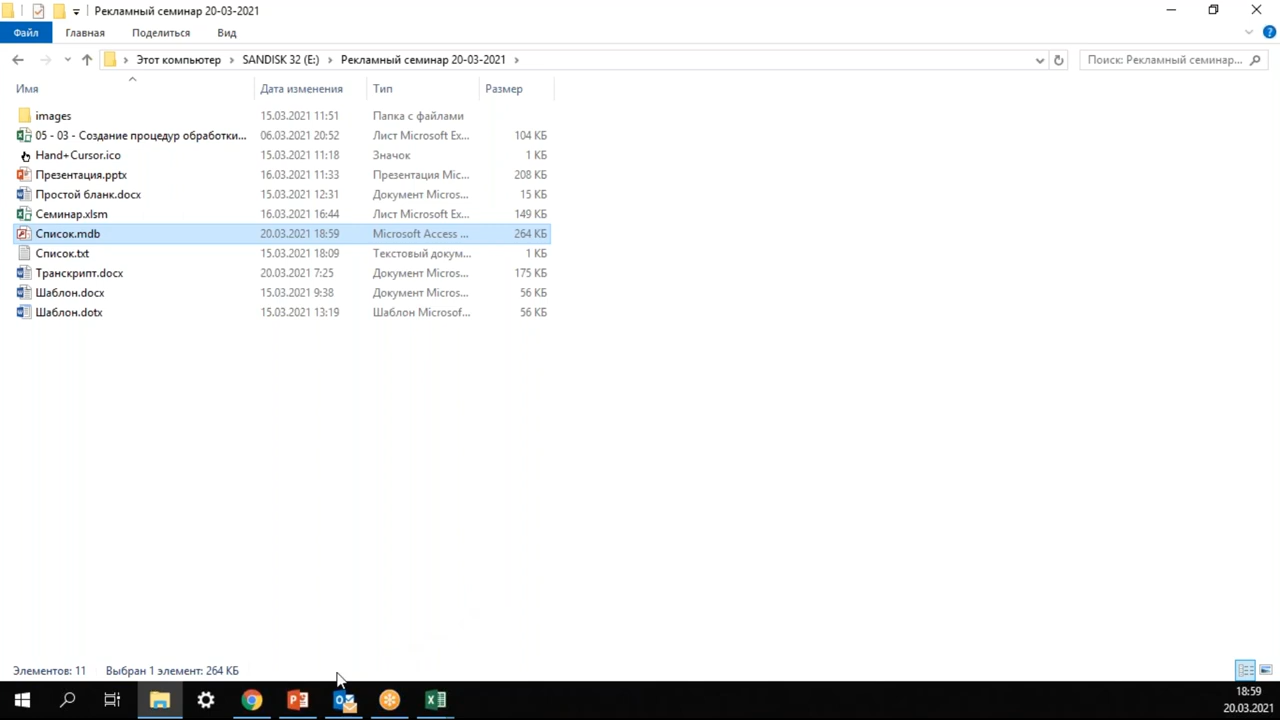 Рекламный семинар 20-03-2021
Файл Главная Поделиться Вид
Этот компьютер SANDISK 32 (E:) Рекламный семинар 20-03-2021 Поиск: Рекламный семинар...
Имя Дата изменения Тип Размер
images 15.03.2021 11:51 Папка с файлами
05 - 03 - Создание процедур обработки... 06.03.2021 20:52 Лист Microsoft Ex... 104 КБ
Hand+Cursor.ico 15.03.2021 11:18 Значок 1 КБ
Презентация.pptx 16.03.2021 11:33 Презентация Mic... 208 КБ
Простой бланк.docx 15.03.2021 12:31 Документ Micros... 15 КБ
Семинар.xlsm 16.03.2021 16:44 Лист Microsoft Ex... 149 КБ
Список.mdb 20.03.2021 18:59 Microsoft Access ... 264 КБ
Список.txt 15.03.2021 18:09 Текстовый докум... 1 КБ
Транскрипт.docx 20.03.2021 7:25 Документ Micros... 175 КБ
Шаблон.docx 15.03.2021 9:38 Документ Micros... 56 КБ
Шаблон.dotx 15.03.2021 13:19 Шаблон Microsof... 56 КБ
Элементов: 11 Выбран 1 элемент: 264 КБ
18:59
20.03.2021